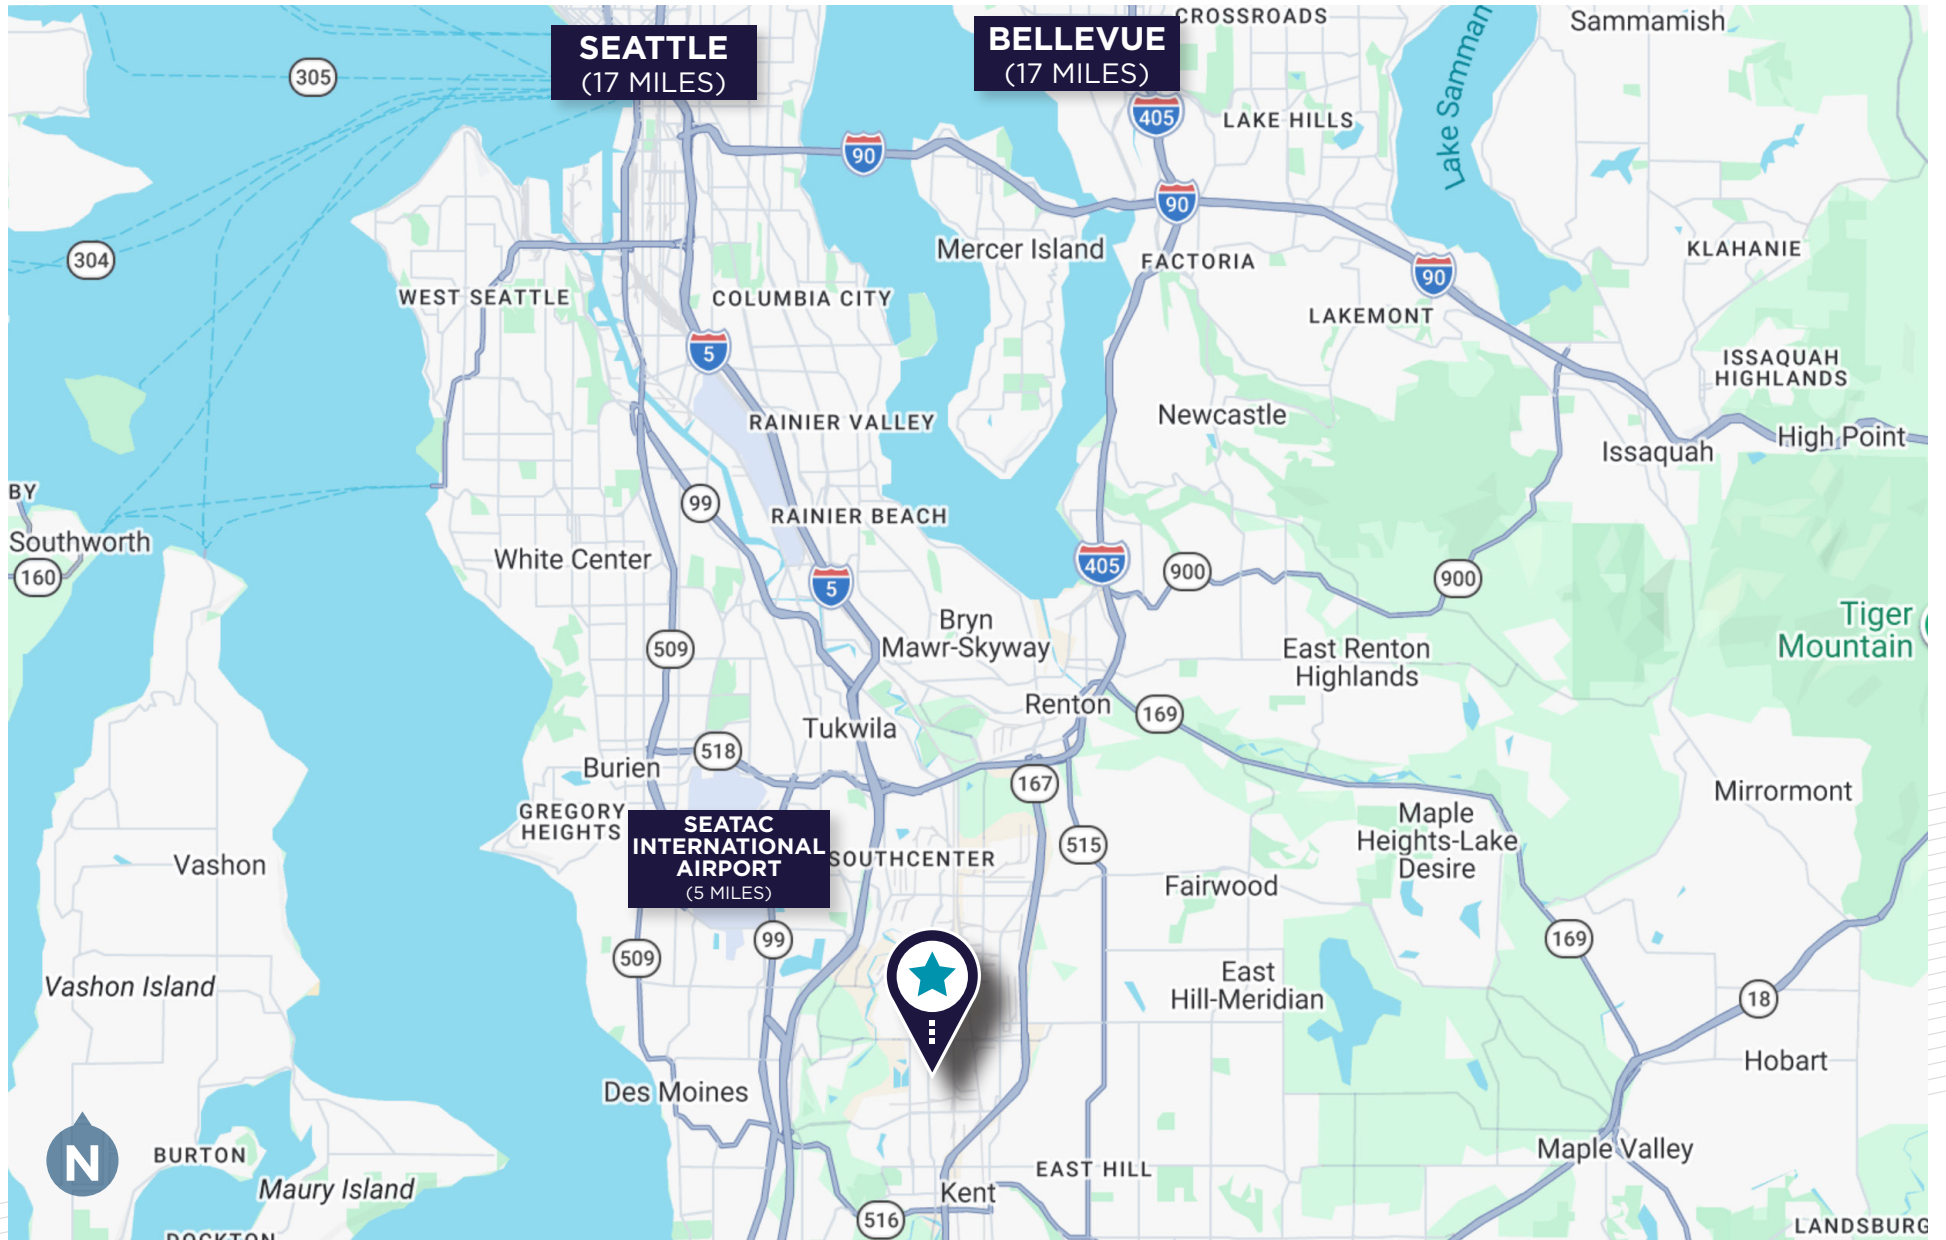 CROSSROADS
Sammamish
SEATTLE
(17 MILES)
BELLEVUE
(17 MILES)
305
405
LAKE HILLS
Lake Samman
90
90
304
Mercer Island
FACTORIA
KLAHANIE
90
WEST SEATTLE
COLUMBIA CITY
LAKEMONT
5
ISSAQUAH
HIGHLANDS
Newcastle
RAINIER VALLEY
High Point
Issaquah
BY
99
RAINIER BEACH
Southworth
White Center
160
405
900
900
5
Bryn
Mawr-Skyway
Tiger
Mountain
509
East Renton
Highlands
Renton
169
Tukwila
518
Burien
167
Mirrormont
GREGORY
HEIGHTS
SEATAC
INTERNATIONAL
AIRPORT
(5 MILES)
Maple
Heights-Lake
Desire
515
SOUTHCENTER
Vashon
Fairwood
99
169
509
Vashon Island
East
Hill-Meridian
18
Hobart
Des Moines
N
BURTON
Maple Valley
EAST HILL
Maury Island
Kent
516
LANDSBURG
DOCKTON